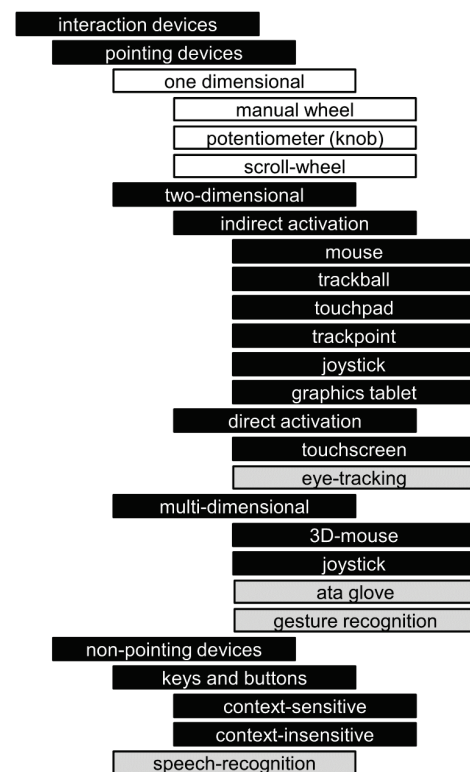 interaction devices
pointing devices
one dimensional
manual wheel
potentiometer (knob)
scroll-wheel
two-dimensional
indirect activation
mouse
trackball
touchpad
trackpoint
joystick
graphics tablet
direct activation
touchscreen
eye-tracking
multi-dimensional
3D-mouse
joystick
ata glove
gesture recognition
non-pointing devices
keys and buttons
context-sensitive
context-insensitive
speech-recognition